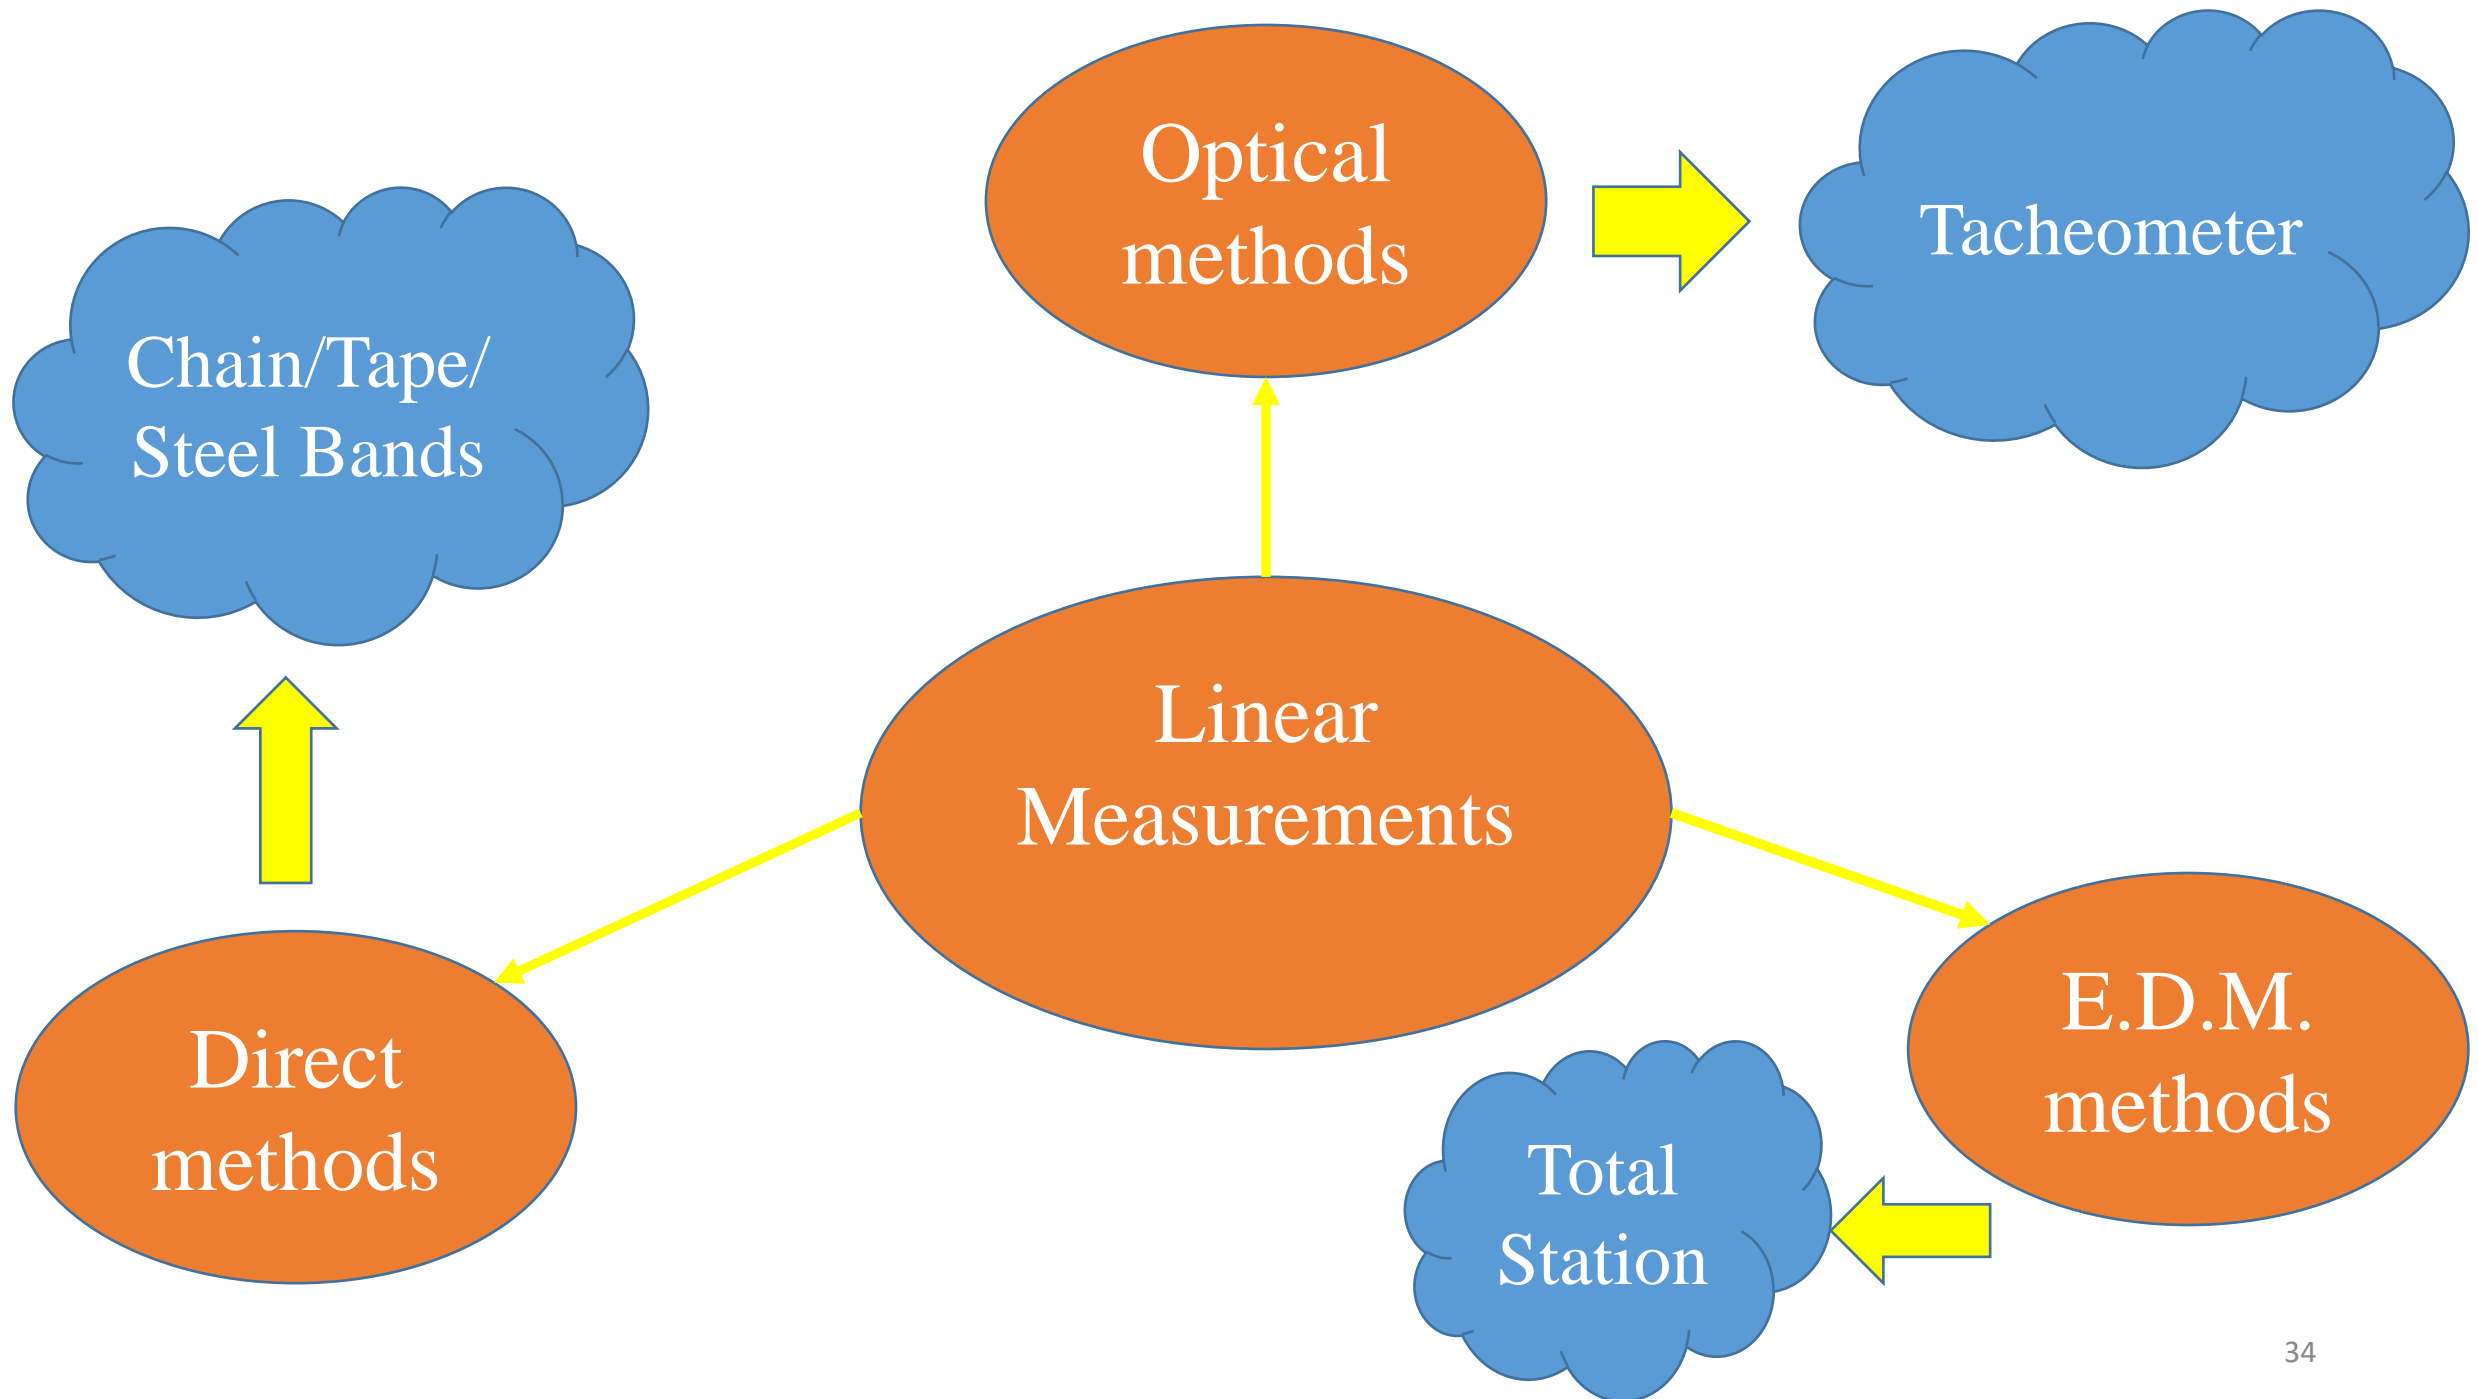 Optical
methods
Tacheometer
Chain/Tape/
Steel Bands
Linear
Measurements
Direct
methods
E.D.M.
methods
Total
Station
34